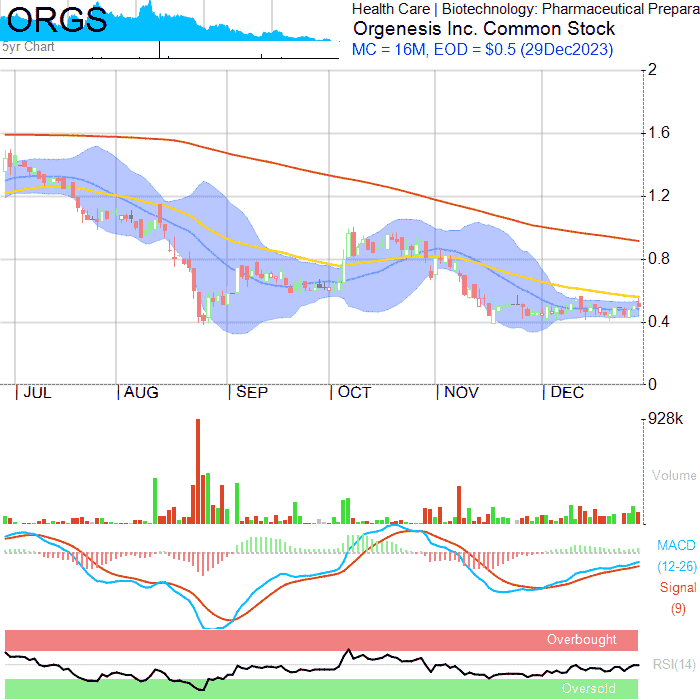 ORGS
5yr Chart
Health Care | Biotechnology: Pharmaceutical Prepara
Orgenesis Inc. Common Stock
MC = 16M, EOD = $0.5 (29Dec2023)
2
1.6
1.2
0.8
0.4
0
JUL AUG SEP OCT NOV DEC
928k
Volume
MACD
(12-26)
Signal
(9)
Overbought
RSI(14)
Oversold